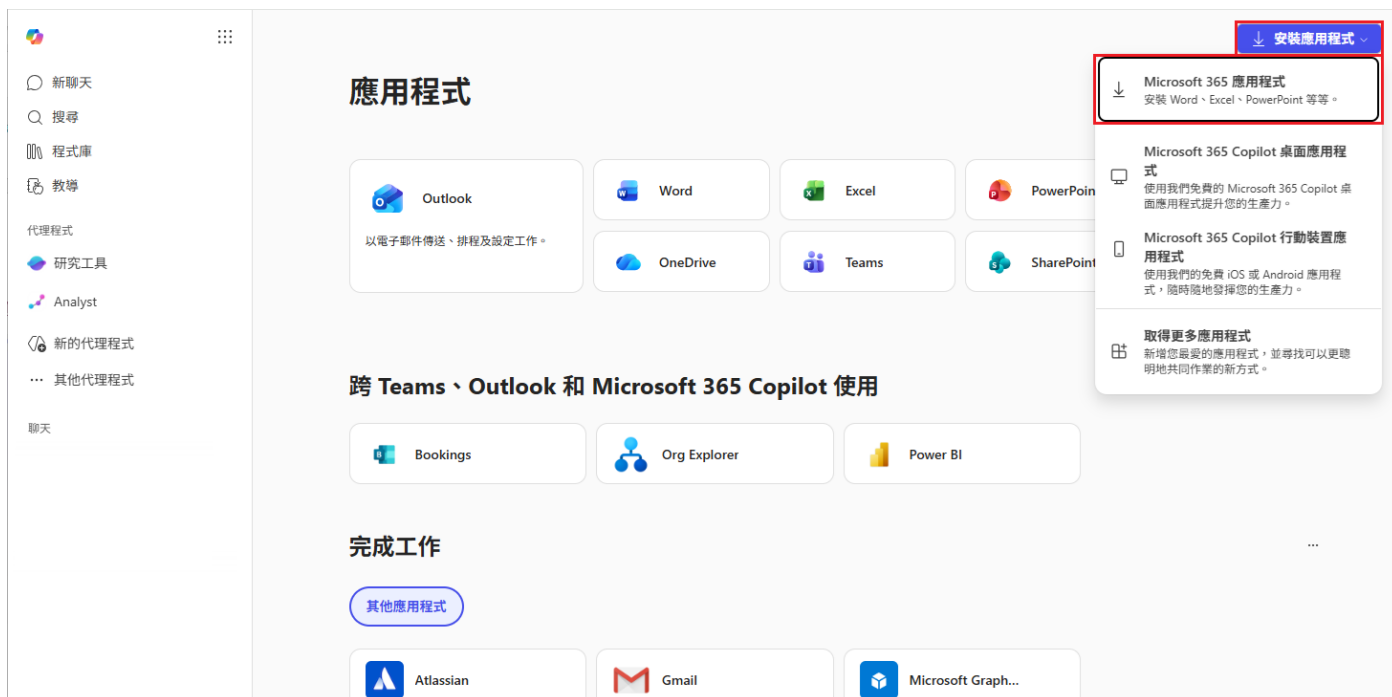 新聊天
搜尋
程式庫
教導
代理程式
研究工具
Analyst
新的代理程式
其他代理程式
聊天
安裝應用程式
Microsoft 365 應用程式
安裝 Word、Excel、PowerPoint 等等。
Microsoft 365 Copilot 桌面應用程
式
使用我們免費的 Microsoft 365 Copilot 桌
面應用程式提升您的生產力。
Microsoft 365 Copilot 行動裝置應
用程式
使用我們的免費 iOS 或 Android 應用程
式，隨時隨地發揮您的生產力。
取得更多應用程式
新增您最愛的應用程式，並尋找可以更聰
明地共同作業的新方式。
應用程式
Outlook
以電子郵件傳送、排程及設定工作。
Word
Excel
PowerPoin
OneDrive
Teams
SharePoint
跨 Teams、Outlook 和 Microsoft 365 Copilot 使用
Bookings
Org Explorer
Power BI
完成工作
其他應用程式
Atlassian
Gmail
Microsoft Graph...